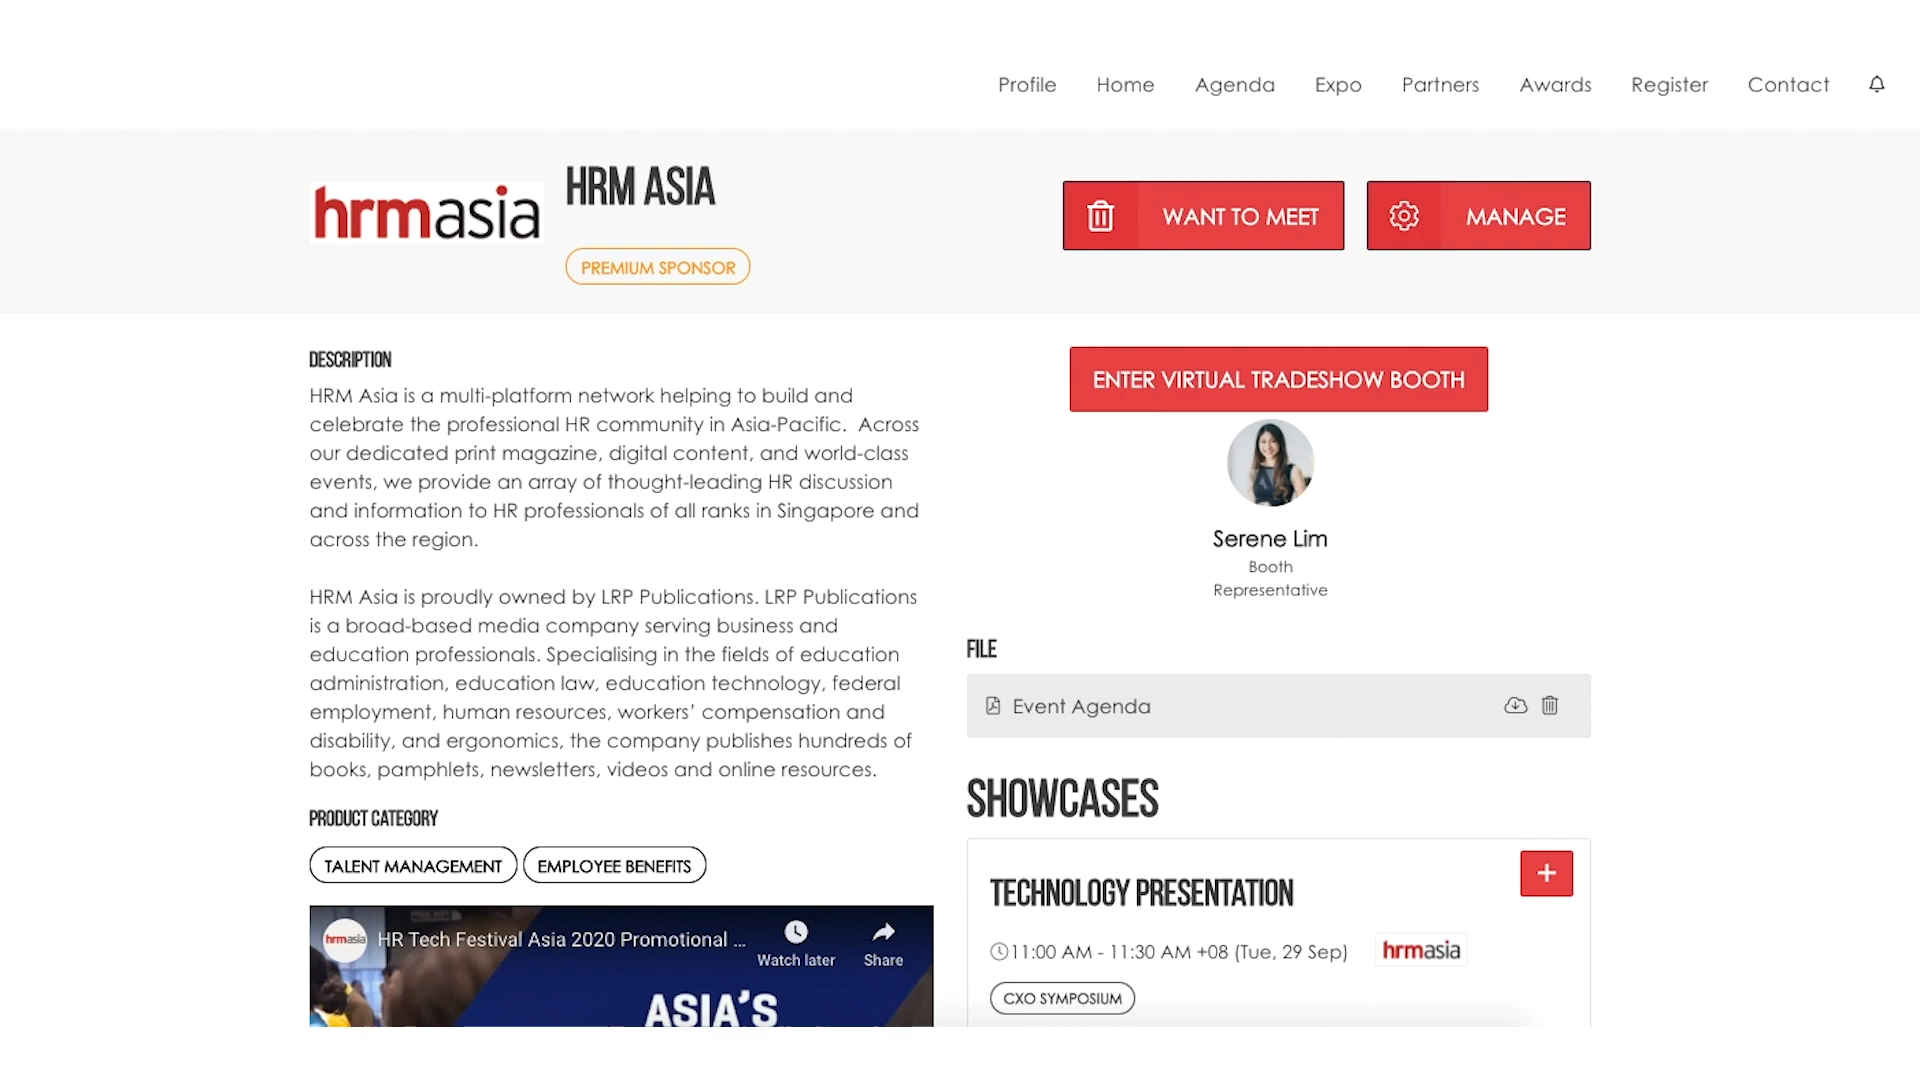 Profile Home Agenda Expo Partners Awards Register Contact
hrmasia
HRM ASIA
PREMIUM SPONSOR
WANT TO MEET
MANAGE
DESCRIPTION
HRM Asia is a multi-platform network helping to build and
celebrate the professional HR community in Asia-Pacific.  Across
our dedicated print magazine, digital content, and world-class
events, we provide an array of thought-leading HR discussion
and information to HR professionals of all ranks in Singapore and
across the region.
HRM Asia is proudly owned by LRP Publications. LRP Publications
is a broad-based media company serving business and
education professionals. Specialising in the fields of education
administration, education law, education technology, federal
employment, human resources, workers’ compensation and
disability, and ergonomics, the company publishes hundreds of
books, pamphlets, newsletters, videos and online resources.
PRODUCT CATEGORY
TALENT MANAGEMENT
EMPLOYEE BENEFITS
hrmasia
HR Tech Festival Asia 2020 Promotional ...
Watch later
Share
ASIA’S
ENTER VIRTUAL TRADESHOW BOOTH
Serene Lim
Booth
Representative
FILE
Event Agenda
SHOWCASES
TECHNOLOGY PRESENTATION
11:00 AM - 11:30 AM +08 (Tue, 29 Sep)
hrmasia
CXO SYMPOSIUM